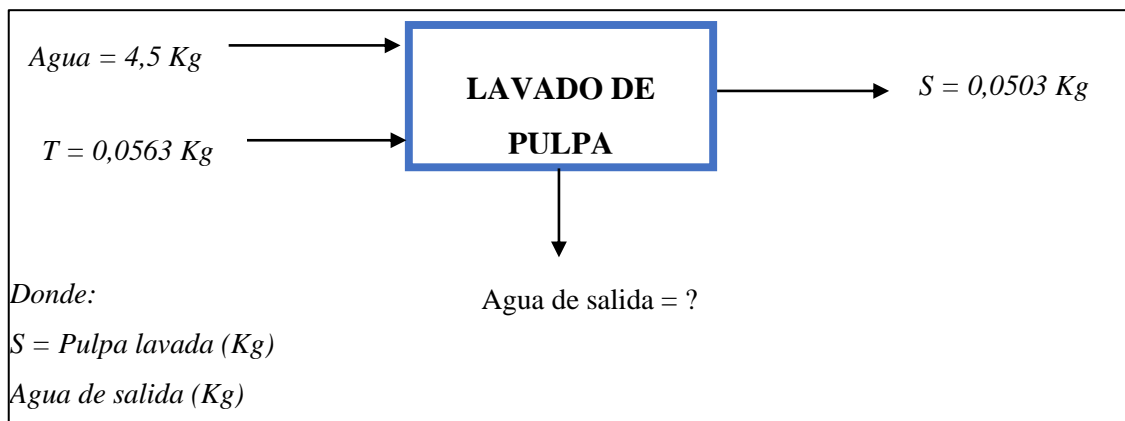 Agua = 4,5 Kg
LAVADO DE
PULPA
S = 0,0503 Kg
T = 0,0563 Kg
Agua de salida = ?
Donde:
S = Pulpa lavada (Kg)
Agua de salida (Kg)